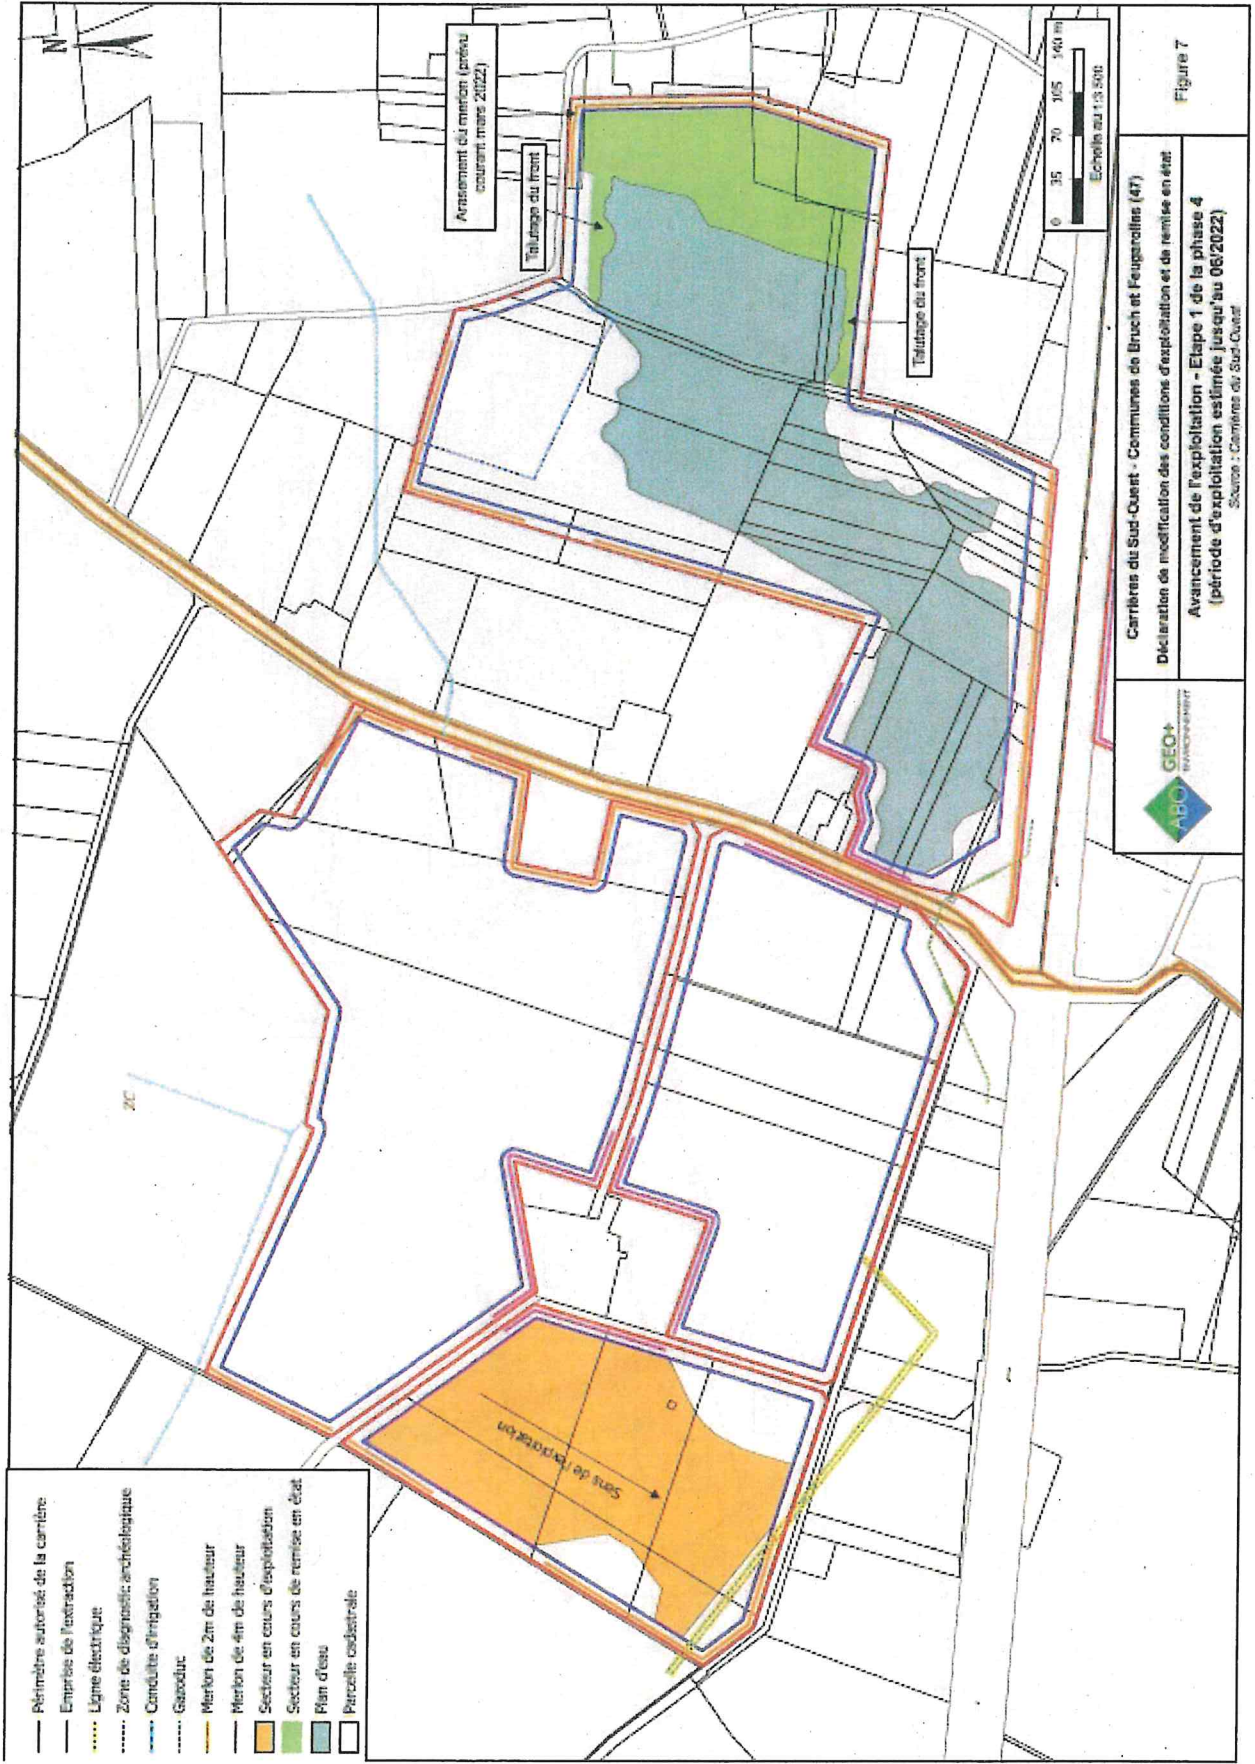 Périmètre autorisé de la carrière
Emprise de l'extraction
Ligne électrique
Zone de diagnostic archéologique
Conduite d'irrigation
Gazoduc
Merlon de 2m de hauteur
Merlon de 4m de hauteur
Secteur en cours d'exploitation
Secteur en cours de remise en état
Plan d'eau
Parcelle cadastrale
ZC
Sens de l'exploitation
N
Arasement du merlon (prévu
courant mars 2022)
Talutage du front
Talutage du front
0 35 70 105 140 m
Echelle au 1:3 500
ABO
GEO+
ENVIRONNEMENT
Carrières du Sud-Ouest - Communes de Bruch et Feugarolles (47)
Déclaration de modification des conditions d'exploitation et de remise en état
Avancement de l'exploitation - Etape 1 de la phase 4
(période d'exploitation estimée jusqu'au 06/2022)
Source : Carrières du Sud-Ouest
Figure 7